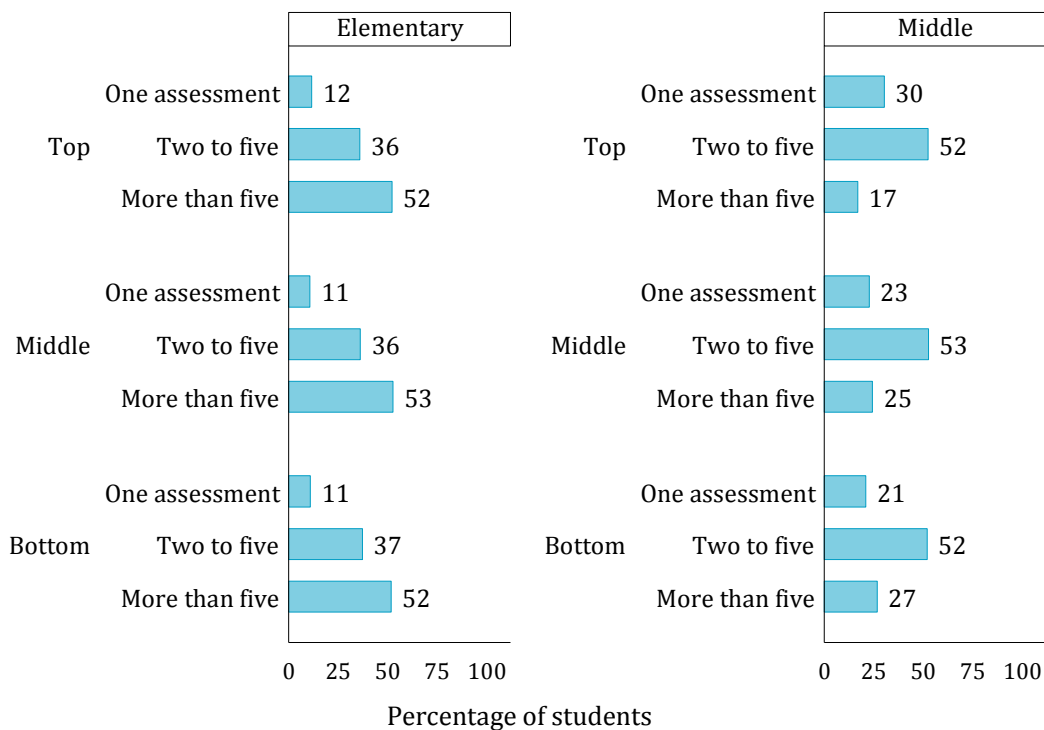 Elementary
One assessment 12
Top Two to five 36
More than five 52
One assessment 11
Middle Two to five 36
More than five 53
One assessment 11
Bottom Two to five 37
More than five 52
0 25 50 75 100
Middle
One assessment 30
Top Two to five 52
More than five 17
One assessment 23
Middle Two to five 53
More than five 25
One assessment 21
Bottom Two to five 52
More than five 27
0 25 50 75 100
Percentage of students